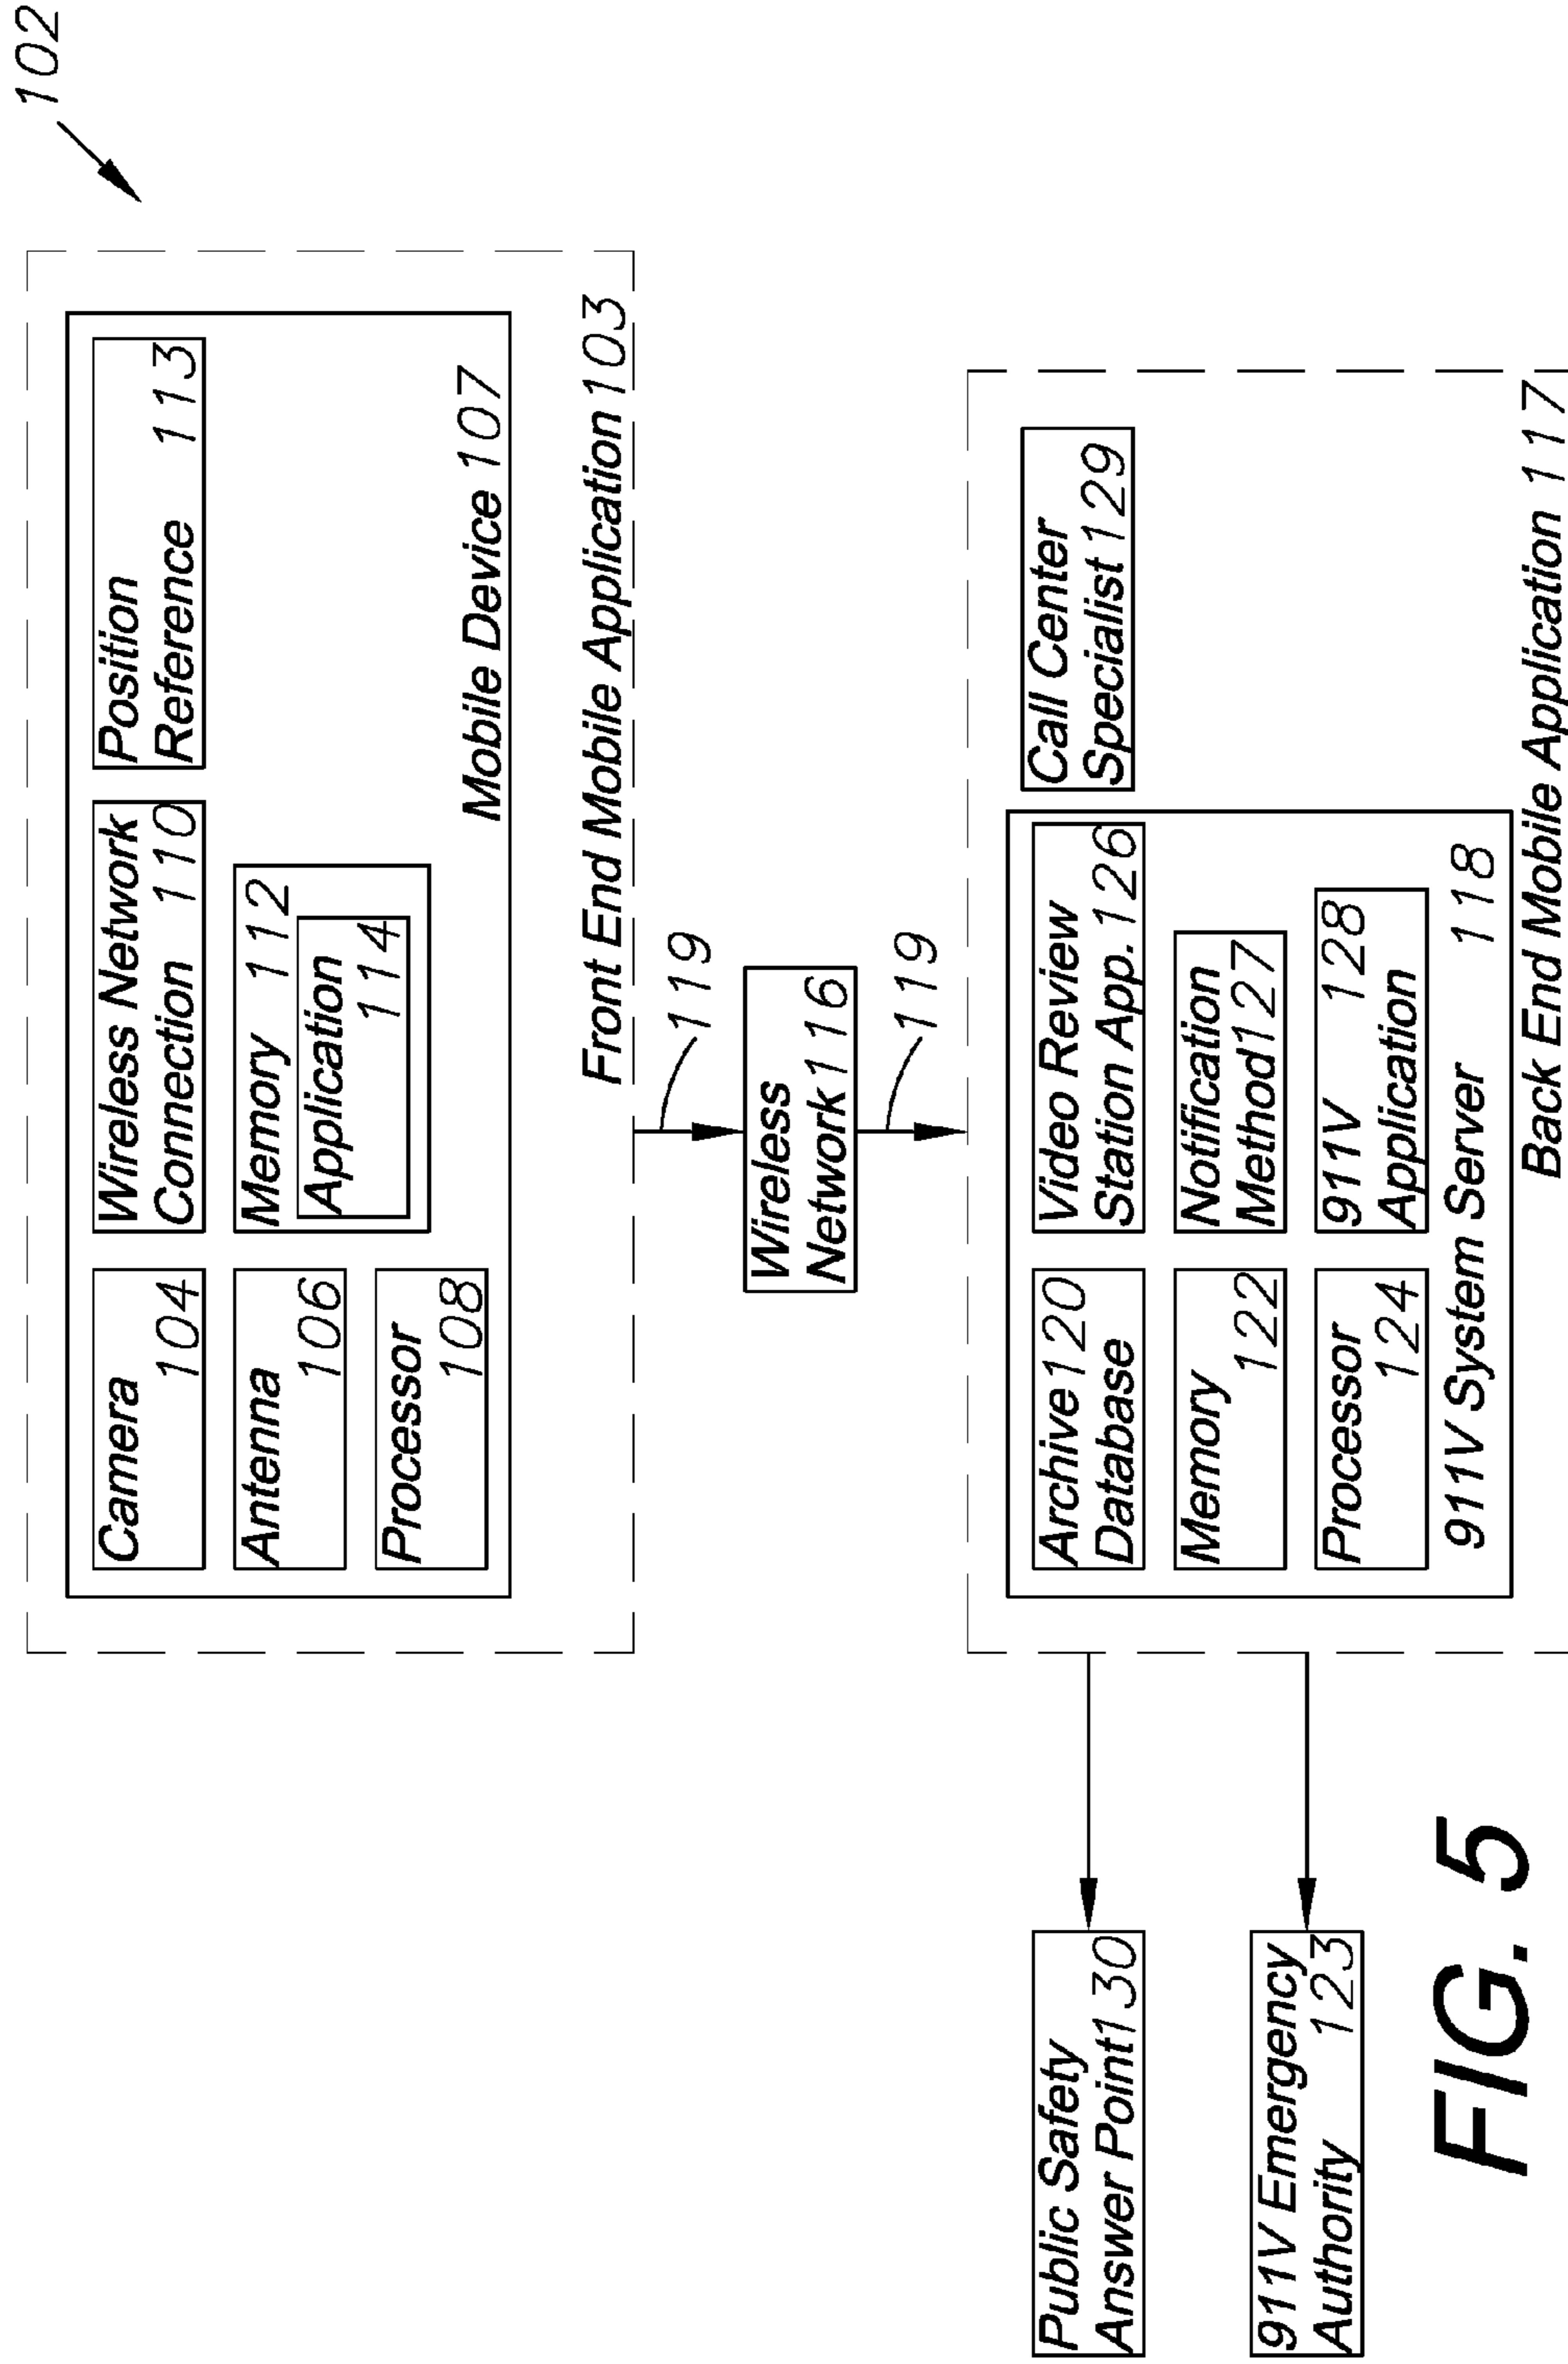 102
Camera
104
Wireless Network
Connection 110
Position
Reference 113
Antenna
106
Memory 112
Application
114
Processor
108
Mobile Device 107
Front End Mobile Application 103
119
Wireless
Network 116
119
Archive 120
Database
Video Review
Station App. 126
Call Center
Specialist 129
Memory
122
Notification
Method 127
Processor
124
911V 128
Application
911V System Server 118
Back End Mobile Application 117
Public Safety
Answer Point 130
911V Emergency
Authority 123
FIG. 5